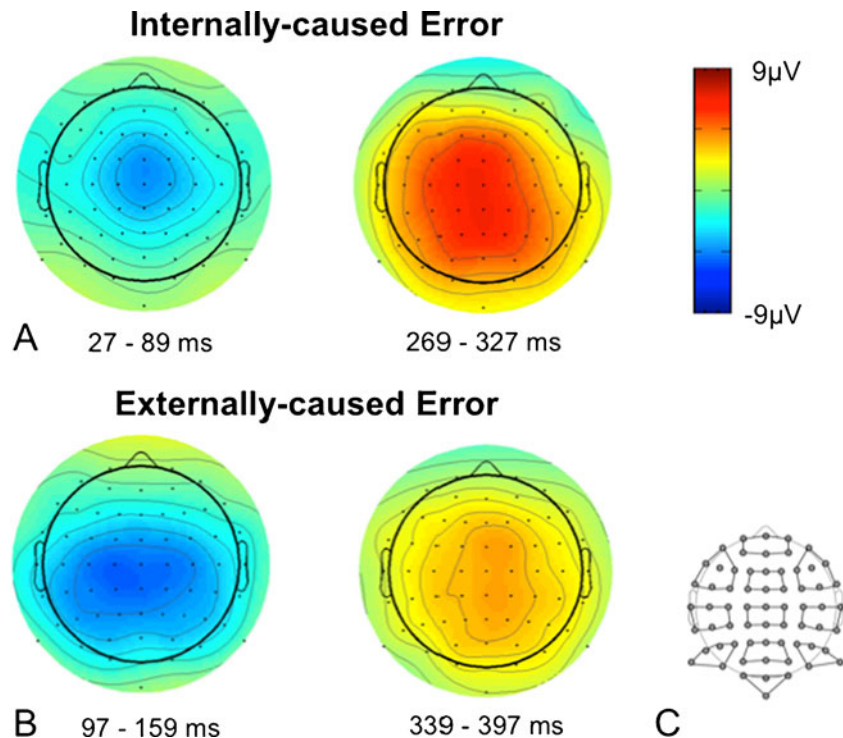 Internally-caused Error
9µV
-9µV
A
27 - 89 ms
269 - 327 ms
Externally-caused Error
B
97 - 159 ms
339 - 397 ms
C